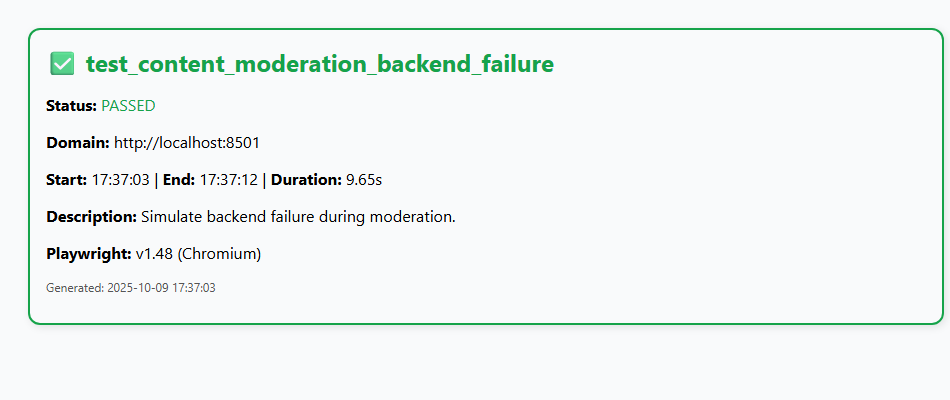 ✅ test_content_moderation_backend_failure
Status: PASSED
Domain: http://localhost:8501
Start: 17:37:03 | End: 17:37:12 | Duration: 9.65s
Description: Simulate backend failure during moderation.
Playwright: v1.48 (Chromium)
Generated: 2025-10-09 17:37:03